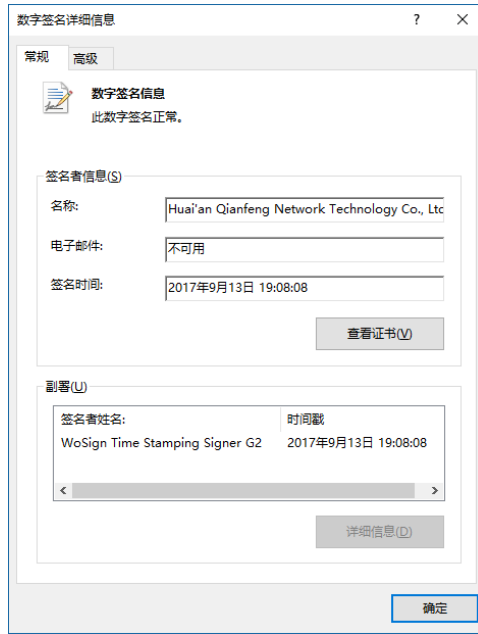 数字签名详细信息
?
×
常规
高级
数字签名信息
此数字签名正常。
签名者信息(S)
名称:
Huai'an Qianfeng Network Technology Co., Ltd
电子邮件:
不可用
签名时间:
2017年9月13日 19:08:08
查看证书(V)
副署(U)
签名者姓名:
时间戳
WoSign Time Stamping Signer G2
2017年9月13日 19:08:08
详细信息(D)
确定